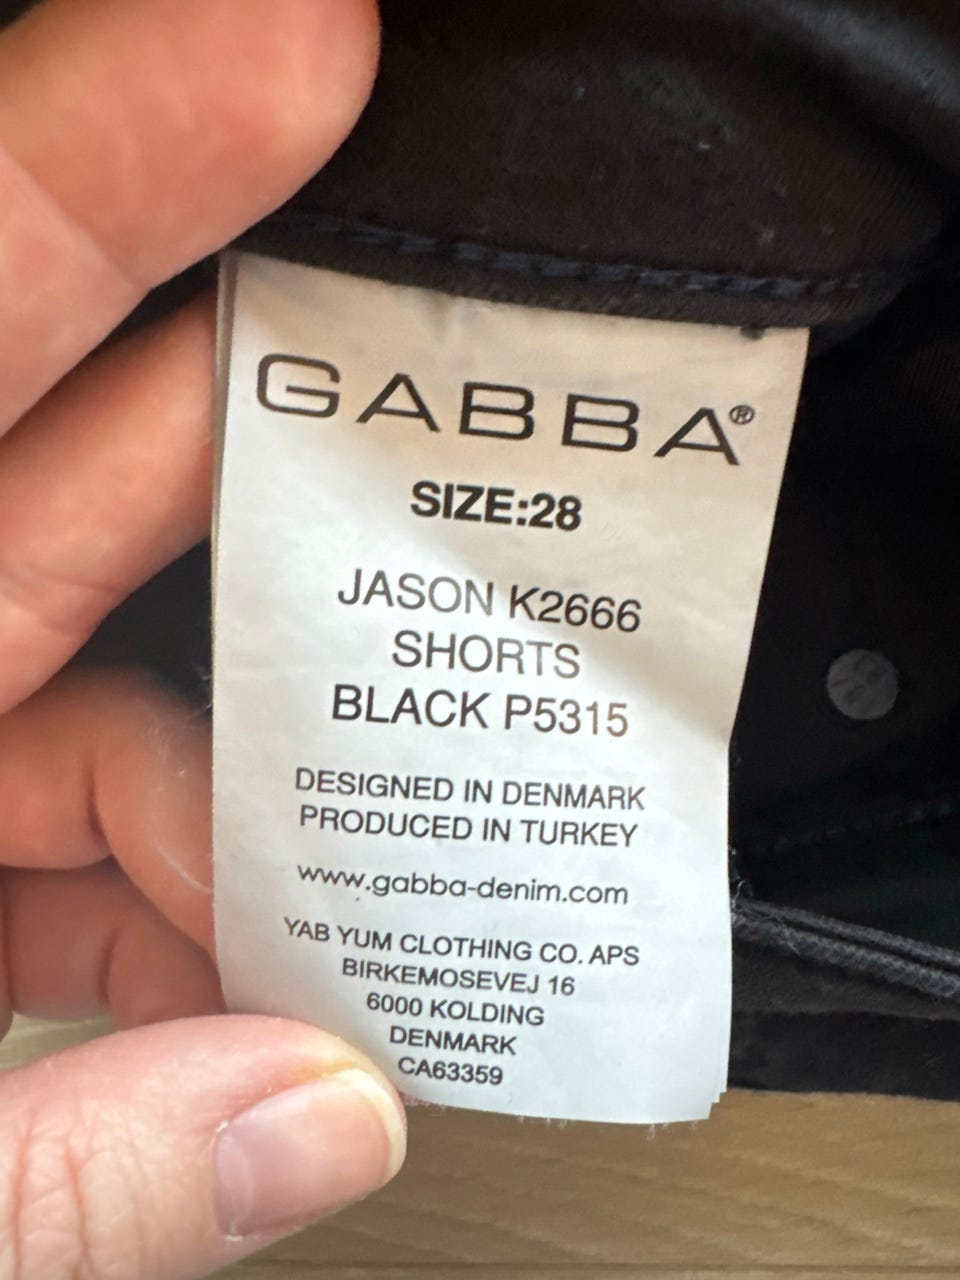 GABBA®
SIZE:28
JASON K2666
SHORTS
BLACK P5315
DESIGNED IN DENMARK
PRODUCED IN TURKEY
www.gabba-denim.com
YAB YUM CLOTHING CO. APS
BIRKEMOSEVEJ 16
6000 KOLDING
DENMARK
CA63359